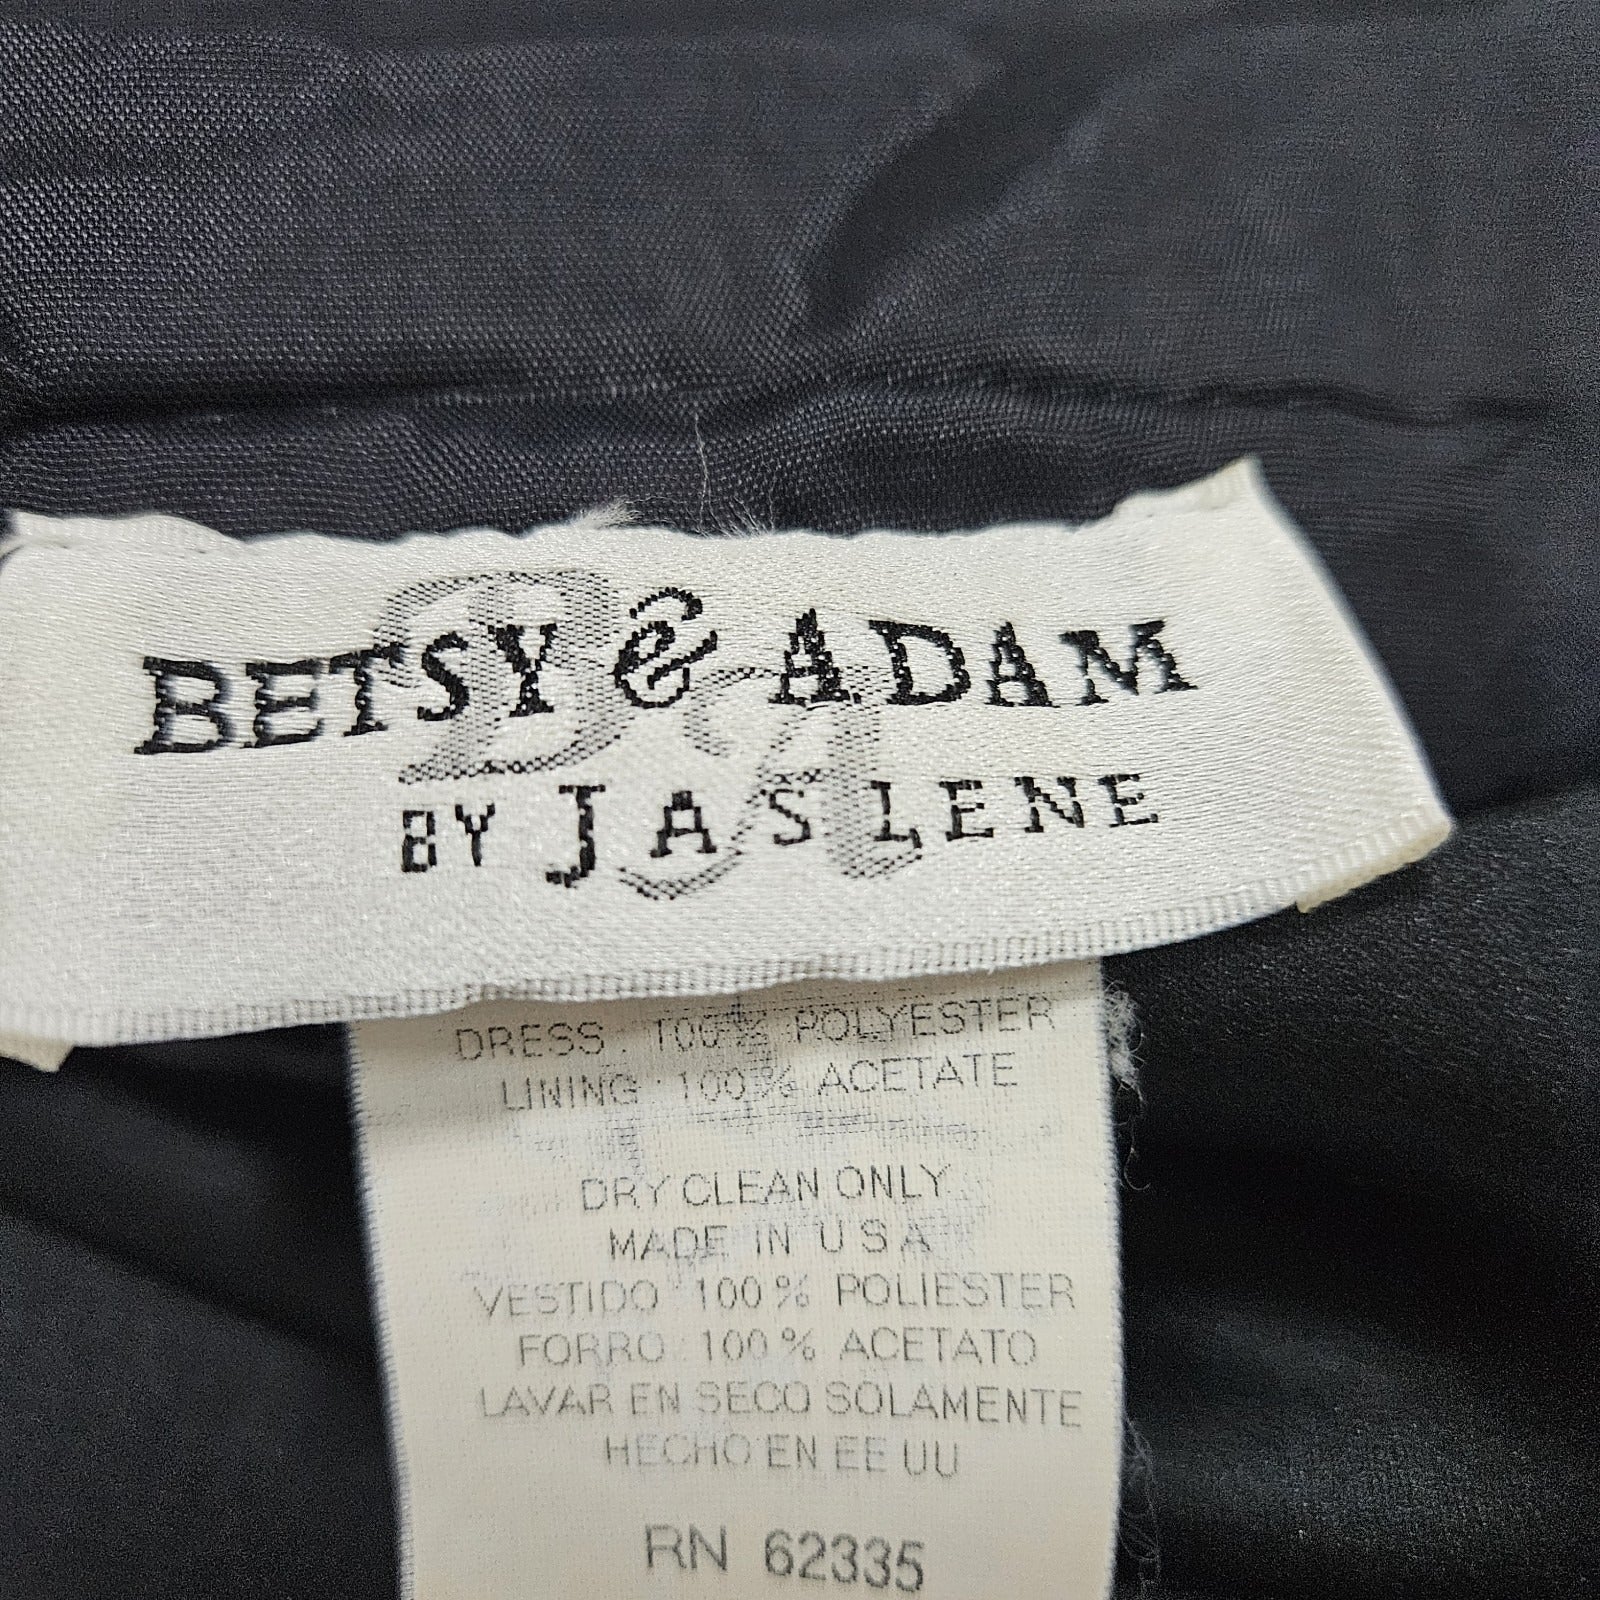 BETSY & ADAM
BY JASLENE
DRESS: 100% POLYESTER
LINING: 100% ACETATE
DRY CLEAN ONLY
MADE IN U S A
VESTIDO 100% POLIESTER
FORRO: 100% ACETATO
LAVAR EN SECO SOLAMENTE
HECHO EN EE UU
RN 62335